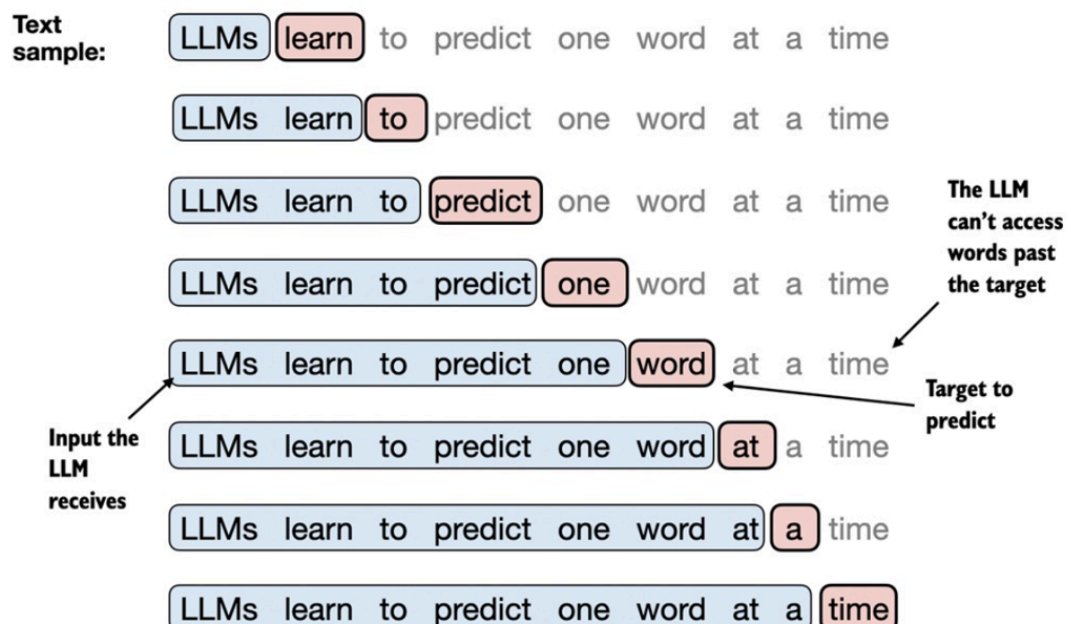 Text
sample:
LLMs learn to predict one word at a time
LLMs learn to predict one word at a time
LLMs learn to predict one word at a time
The LLM
can’t access
words past
the target
LLMs learn to predict one word at a time
LLMs learn to predict one word at a time
Target to
predict
Input the
LLM
receives
LLMs learn to predict one word at a time
LLMs learn to predict one word at a time
LLMs learn to predict one word at a time